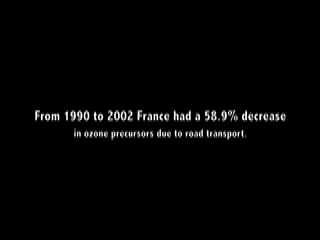 From 1990 to 2002 France had a 58.9% decrease
in ozone precursors due to road transport.